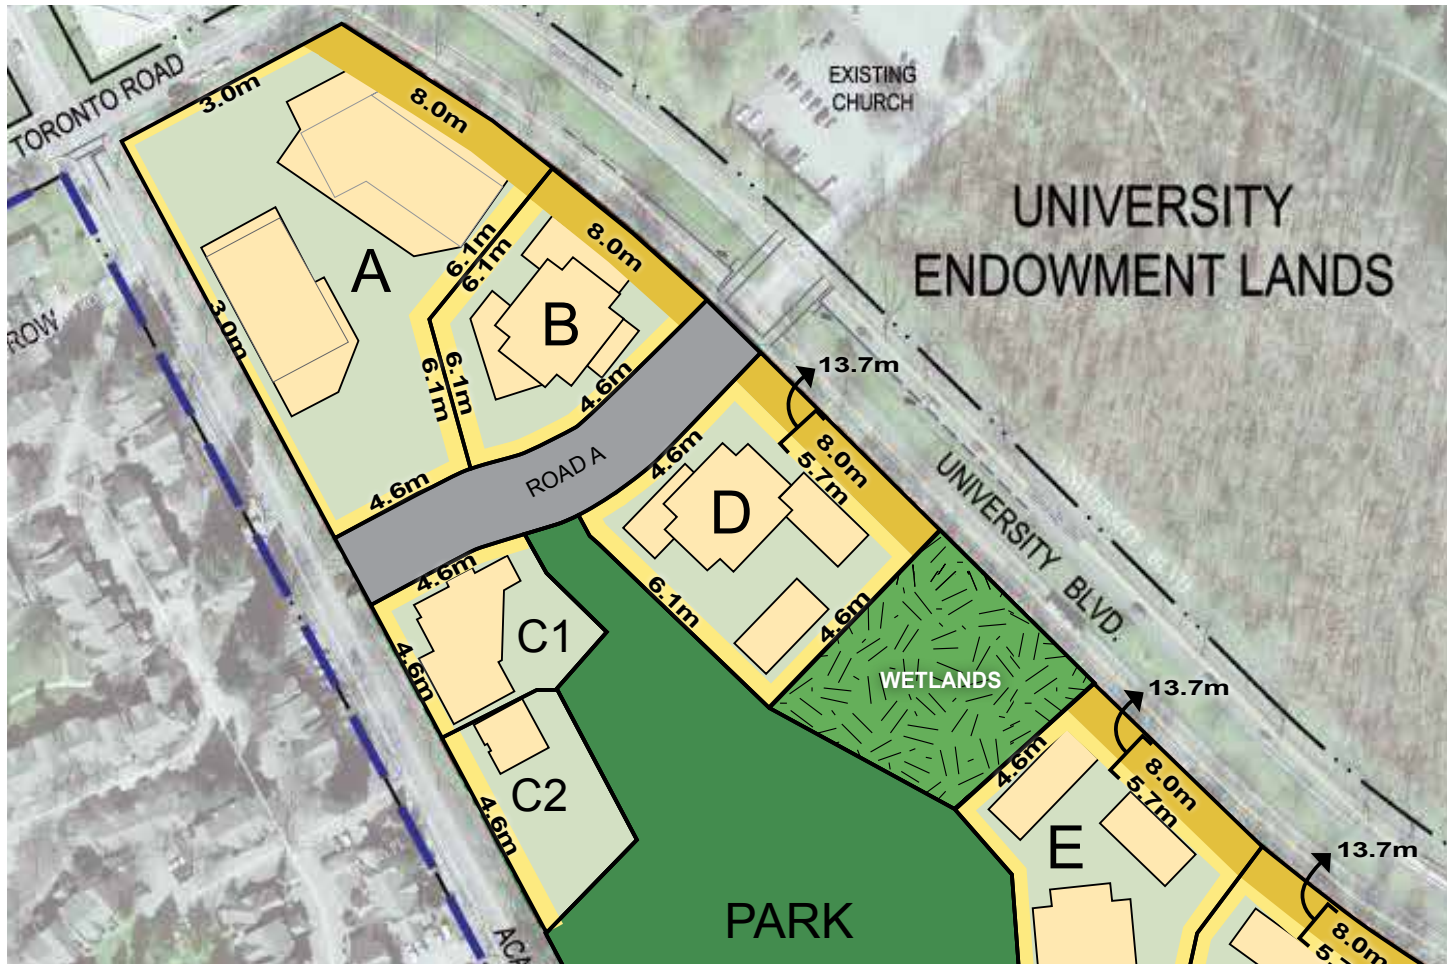 TORONTO ROAD
3.0m
8.0m
EXISTING
CHURCH
UNIVERSITY
ENDOWMENT LANDS
A
6.1m
6.1m
8.0m
B
3.0m
ROW
6.1m
6.1m
4.6m
4.6m
ROAD A
13.7m
4.6m
8.0m
5.7m
D
UNIVERSITY BLVD.
4.6m
6.1m
4.6m
C1
4.6m
WETLANDS
13.7m
C2
4.6m
4.6m
8.0m
5.7m
E
13.7m
PARK
ACA
8.0m
5.7